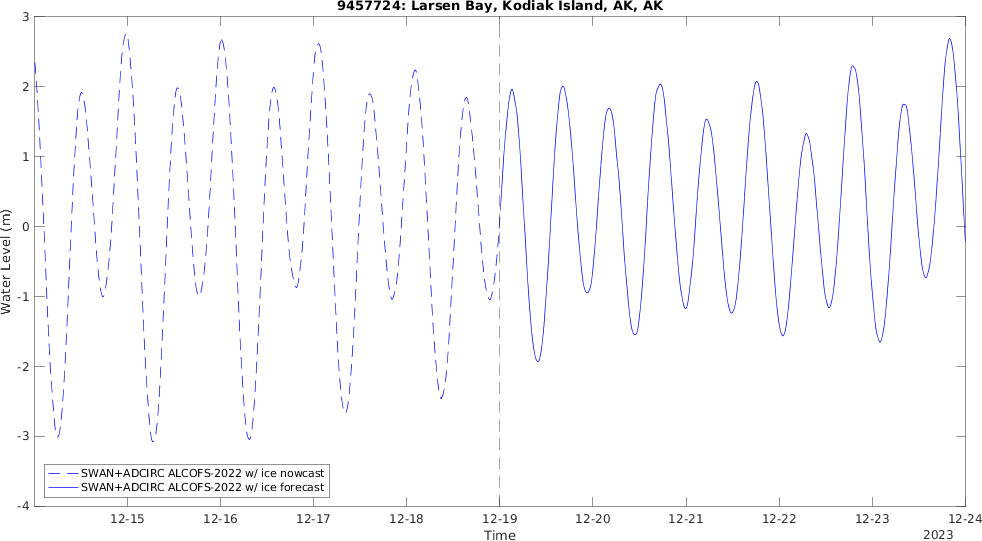 9457724: Larsen Bay, Kodiak Island, AK, AK
3
2
1
0
-1
-2
-3
-4
Water Level (m)
SWAN+ADCIRC ALCOFS-2022 w/ ice nowcast
SWAN+ADCIRC ALCOFS-2022 w/ ice forecast
12-15 12-16 12-17 12-18 12-19 12-20 12-21 12-22 12-23 12-24
Time
2023